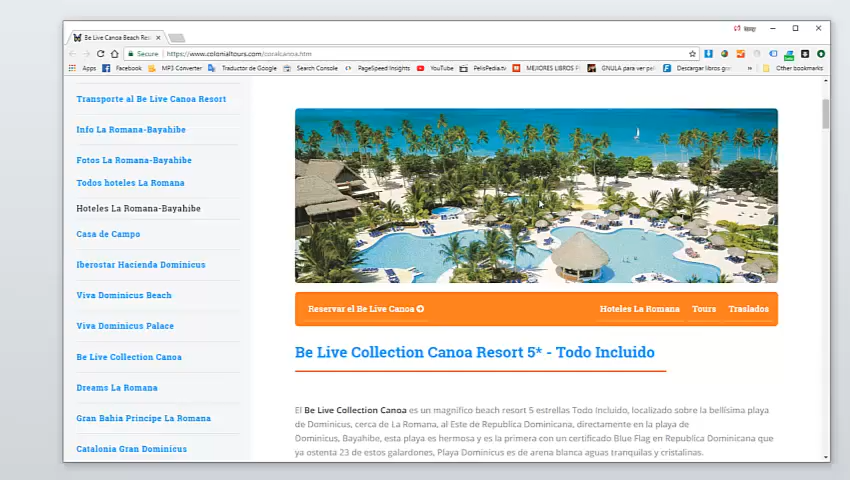 Be Live Canoa Beach Res
Secure
https://www.colonialtours.com/coralcanoa.htm
Apps Facebook MP3 Converter Traductor de Google Search Console PageSpeed Insights YouTube PelisPedia.tv MEJORES LIBROS GNULA para ver Descargar libros Other bookmarks
Transporte al Be Live Canoa Resort
Info La Romana-Bayahibe
Fotos La Romana-Bayahibe
Todos hoteles La Romana
Hoteles La Romana-Bayahibe
Casa de Campo
Iberostar Hacienda Dominicus
Viva Dominicus Beach
Viva Dominicus Palace
Be Live Collection Canoa
Dreams La Romana
Gran Bahia Principe La Romana
Catalonia Gran Dominicus
Reservar el Be Live Canoa Hoteles La Romana Tours Traslados
Be Live Collection Canoa Resort 5* - Todo Incluido
El Be Live Collection Canoa es un magnífico beach resort 5 estrellas Todo Incluido, localizado sobre la bellísima playa
de Dominicus, cerca de La Romana, al Este de Republica Dominicana, directamente en la playa de
Dominicus, Bayahibe, esta playa es hermosa y es la primera con un certificado Blue Flag en Republica Dominicana que
ya ostenta 23 de estos galardones, Playa Dominicus es de arena blanca aguas tranquilas y cristalinas.